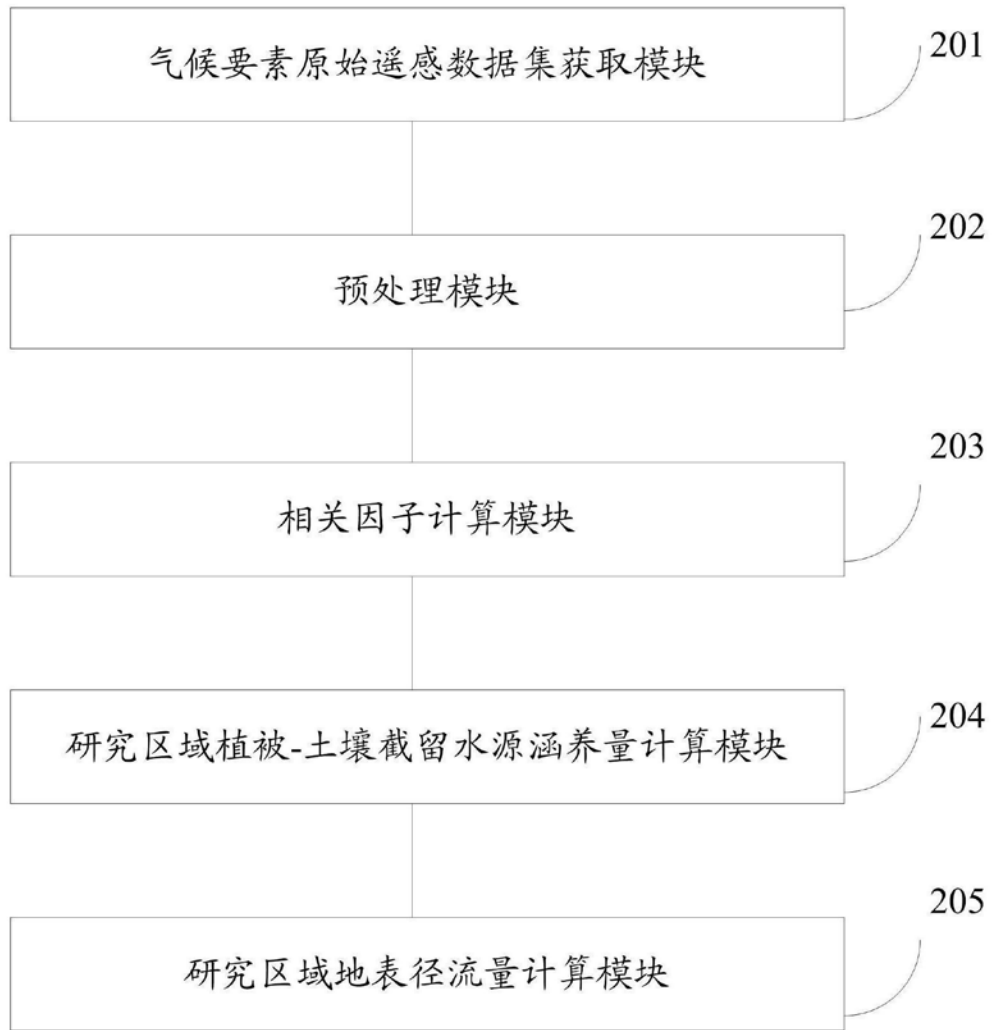 气候要素原始遥感数据集获取模块
201
预处理模块
202
相关因子计算模块
203
研究区域植被-土壤截留水源涵养量计算模块
204
研究区域地表径流量计算模块
205